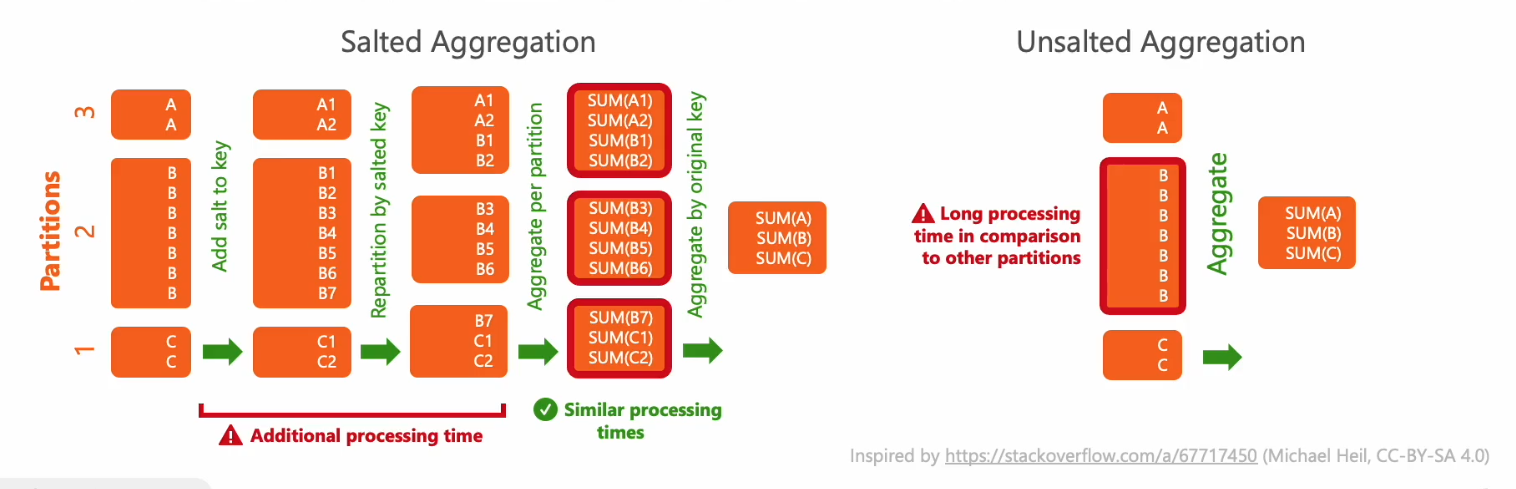 Salted Aggregation
Partitions
3
2
1
A
A
B
B
B
B
B
B
B
C
C
Add salt to key
A1
A2
B1
B2
B3
B4
B5
B6
B7
C1
C2
Repartition by salted key
A1
A2
B1
B2
B3
B4
B5
B6
B7
C1
C2
Aggregate per partition
SUM(A1)
SUM(A2)
SUM(B1)
SUM(B2)
SUM(B3)
SUM(B4)
SUM(B5)
SUM(B6)
SUM(B7)
SUM(C1)
SUM(C2)
Aggregate by original key
SUM(A)
SUM(B)
SUM(C)
Additional processing time
Similar processing
times
Unsalted Aggregation
Long processing
time in comparison
to other partitions
A
A
B
B
B
B
B
B
B
C
C
Aggregate
SUM(A)
SUM(B)
SUM(C)
Inspired by https://stackoverflow.com/a/67717450 (Michael Heil, CC-BY-SA 4.0)